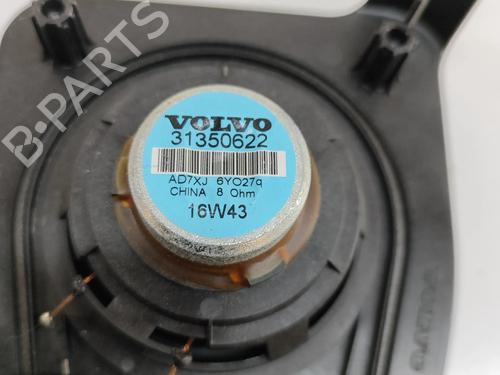 VOLVO
31350622
AD7XJ 6YO27q
CHINA 8 Ohm
16W43
B-PARTS